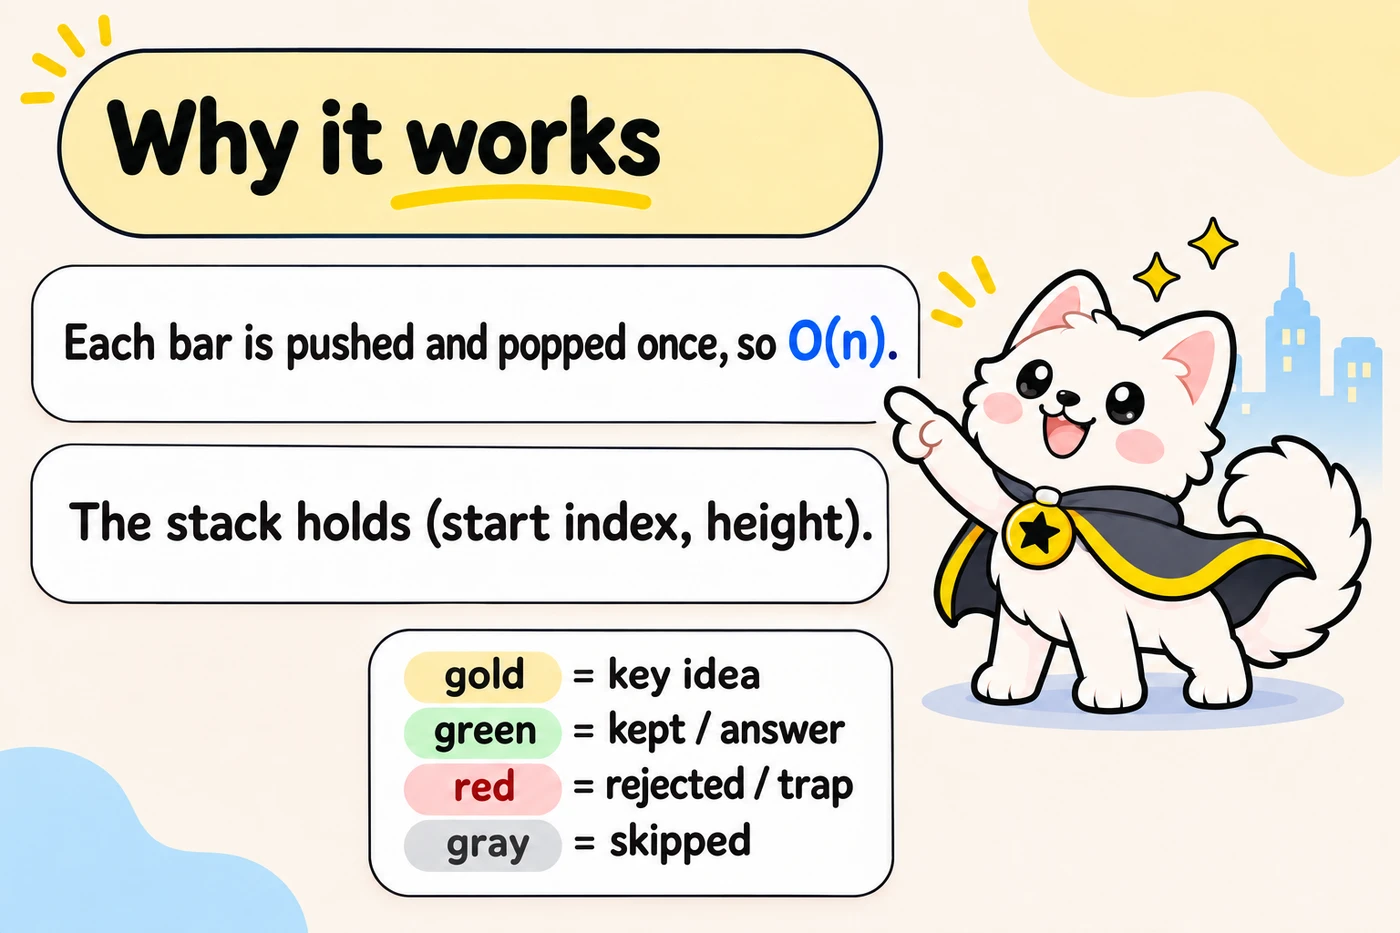 Why it works
Each bar is pushed and popped once, so O(n).
The stack holds (start index, height).
gold = key idea
green = kept / answer
red = rejected / trap
gray = skipped